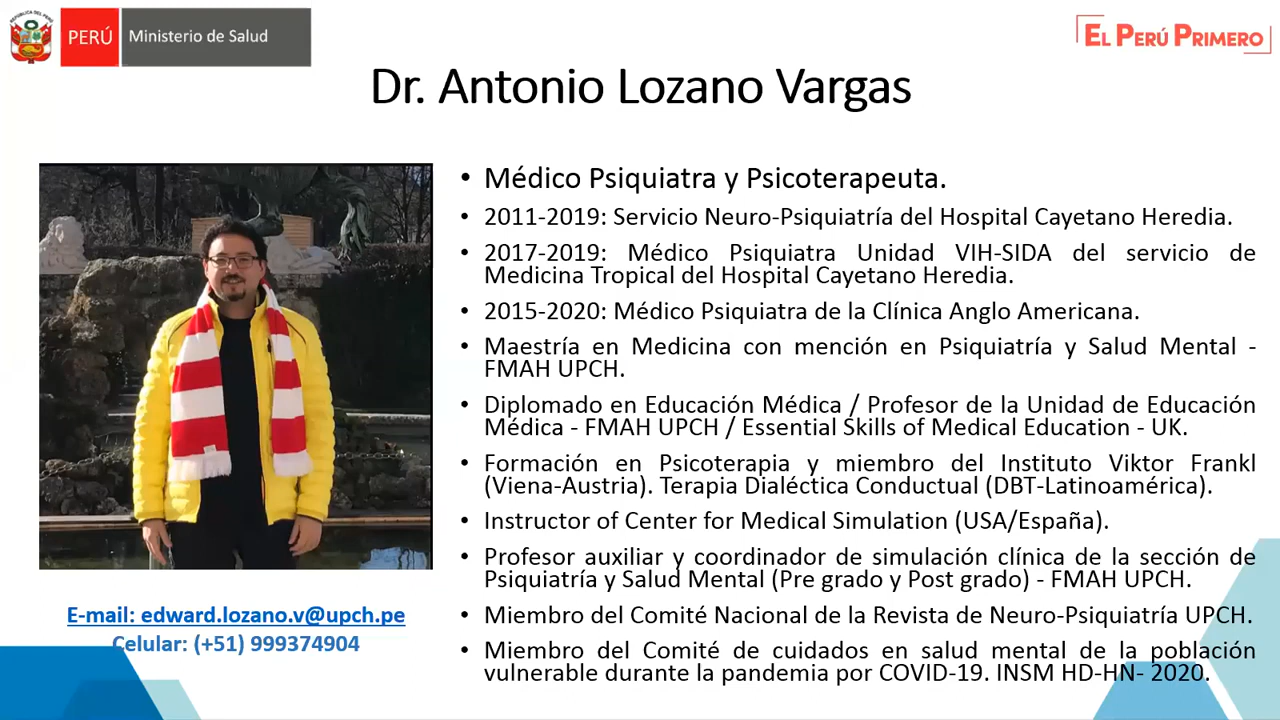 PERÚ
Ministerio de Salud
EL PERÚ PRIMERO
Dr. Antonio Lozano Vargas
• Médico Psiquiatra y Psicoterapeuta.
• 2011-2019: Servicio Neuro-Psiquiatría del Hospital Cayetano Heredia.
• 2017-2019: Médico Psiquiatra Unidad VIH-SIDA del servicio de
Medicina Tropical del Hospital Cayetano Heredia.
• 2015-2020: Médico Psiquiatra de la Clínica Anglo Americana.
• Maestría en Medicina con mención en Psiquiatría y Salud Mental -
FMAH UPCH.
• Diplomado en Educación Médica / Profesor de la Unidad de Educación
Médica - FMAH UPCH / Essential Skills of Medical Education - UK.
• Formación en Psicoterapia y miembro del Instituto Viktor Frankl
(Viena-Austria). Terapia Dialéctica Conductual (DBT-Latinoamérica).
• Instructor of Center for Medical Simulation (USA/España).
• Profesor auxiliar y coordinador de simulación clínica de la sección de
Psiquiatría y Salud Mental (Pre grado y Post grado) - FMAH UPCH.
• Miembro del Comité Nacional de la Revista de Neuro-Psiquiatría UPCH.
• Miembro del Comité de cuidados en salud mental de la población
vulnerable durante la pandemia por COVID-19. INSM HD-HN- 2020.
E-mail: edward.lozano.v@upch.pe
Celular: (+51) 999374904